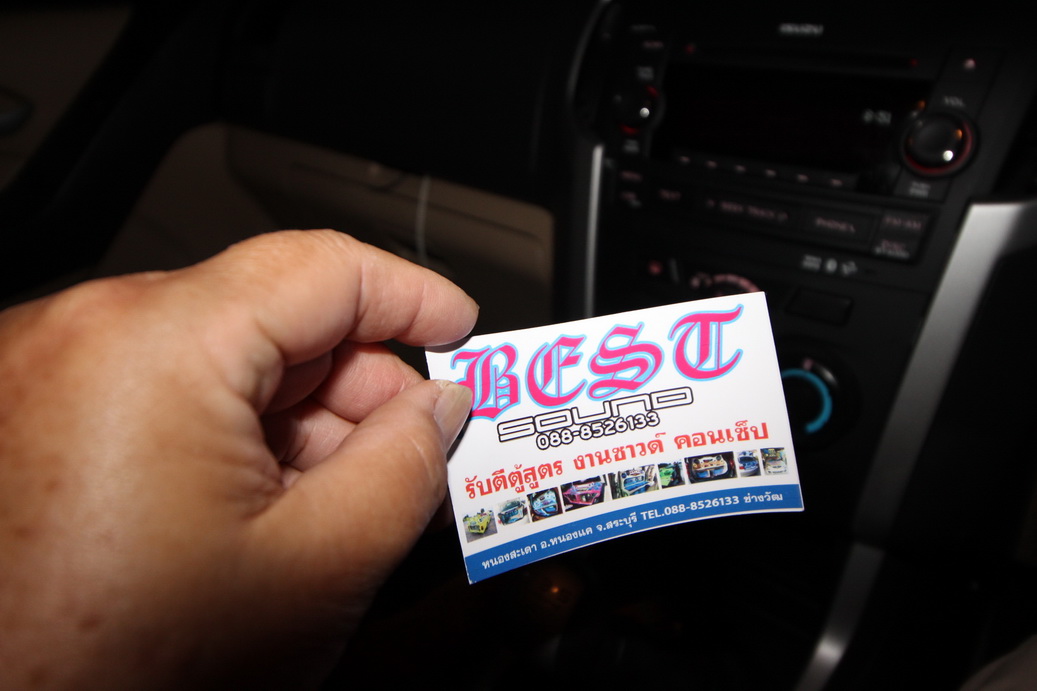 ISUZU
VOL
BEST
SOUND
088-8526133
รับตีตู้สูตร งานซาวด์ คอนเซ็ป
หนองสะเดา อ.หนองแค จ.สระบุรี TEL.088-8526133 ช่างวัฒ